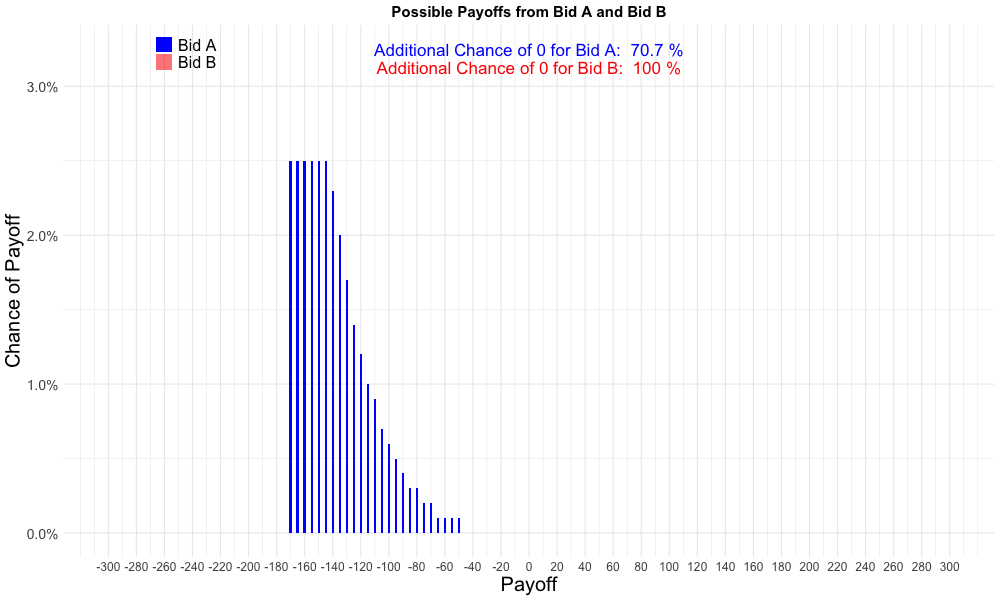 Possible Payoffs from Bid A and Bid B
Bid A
Bid B
Additional Chance of 0 for Bid A:  70.7 %
Additional Chance of 0 for Bid B:  100 %
Chance of Payoff
3.0%
2.0%
1.0%
0.0%
-300 -280 -260 -240 -220 -200 -180 -160 -140 -120 -100 -80 -60 -40 -20 0 20 40 60 80 100 120 140 160 180 200 220 240 260 280 300
Payoff